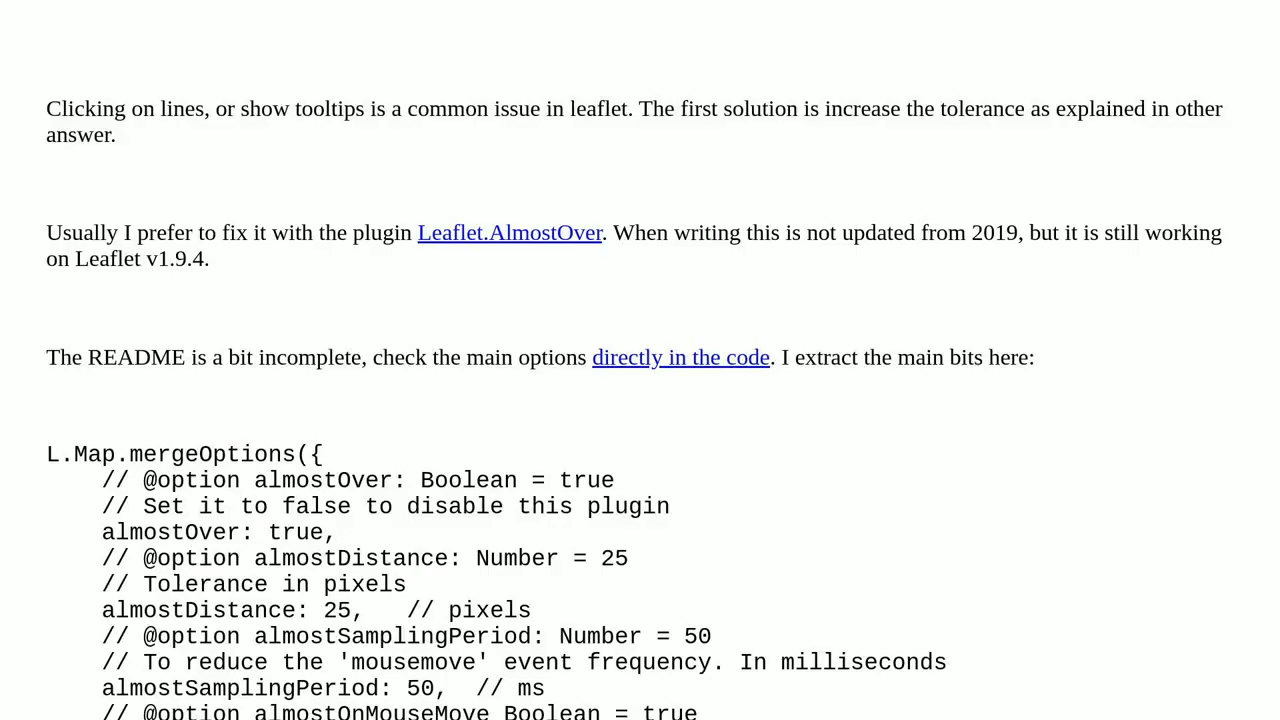 Clicking on lines, or show tooltips is a common issue in leaflet. The first solution is increase the tolerance as explained in other
answer.
Usually I prefer to fix it with the plugin Leaflet.AlmostOver. When writing this is not updated from 2019, but it is still working
on Leaflet v1.9.4.
The README is a bit incomplete, check the main options directly in the code. I extract the main bits here:
L.Map.mergeOptions({
    // @option almostOver: Boolean = true
    // Set it to false to disable this plugin
    almostOver: true,
    // @option almostDistance: Number = 25
    // Tolerance in pixels
    almostDistance: 25,   // pixels
    // @option almostSamplingPeriod: Number = 50
    // To reduce the 'mousemove' event frequency. In milliseconds
    almostSamplingPeriod: 50,  // ms
    // @option almostOnMouseMove Boolean = true